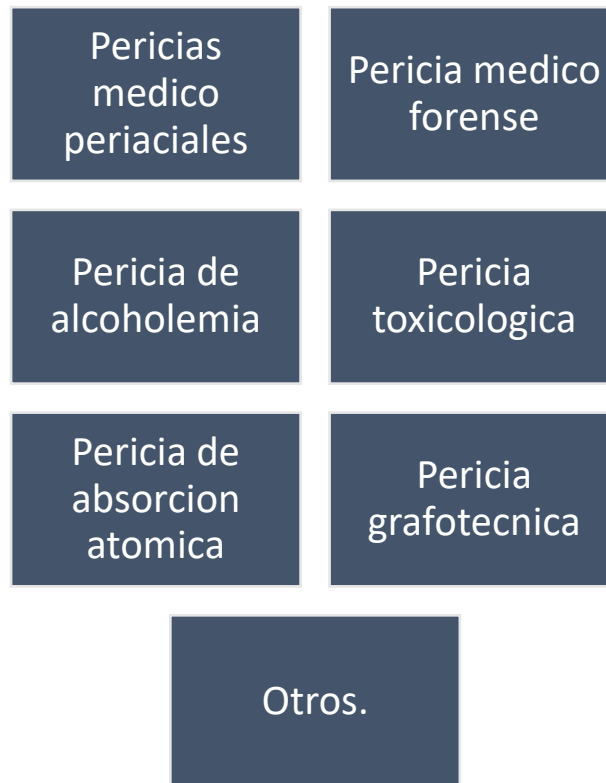 Pericias
medico
periaciales
Pericia medico
forense
Pericia de
alcoholemia
Pericia
toxicologica
Pericia de
absorcion
atomica
Pericia
grafotecnica
Otros.